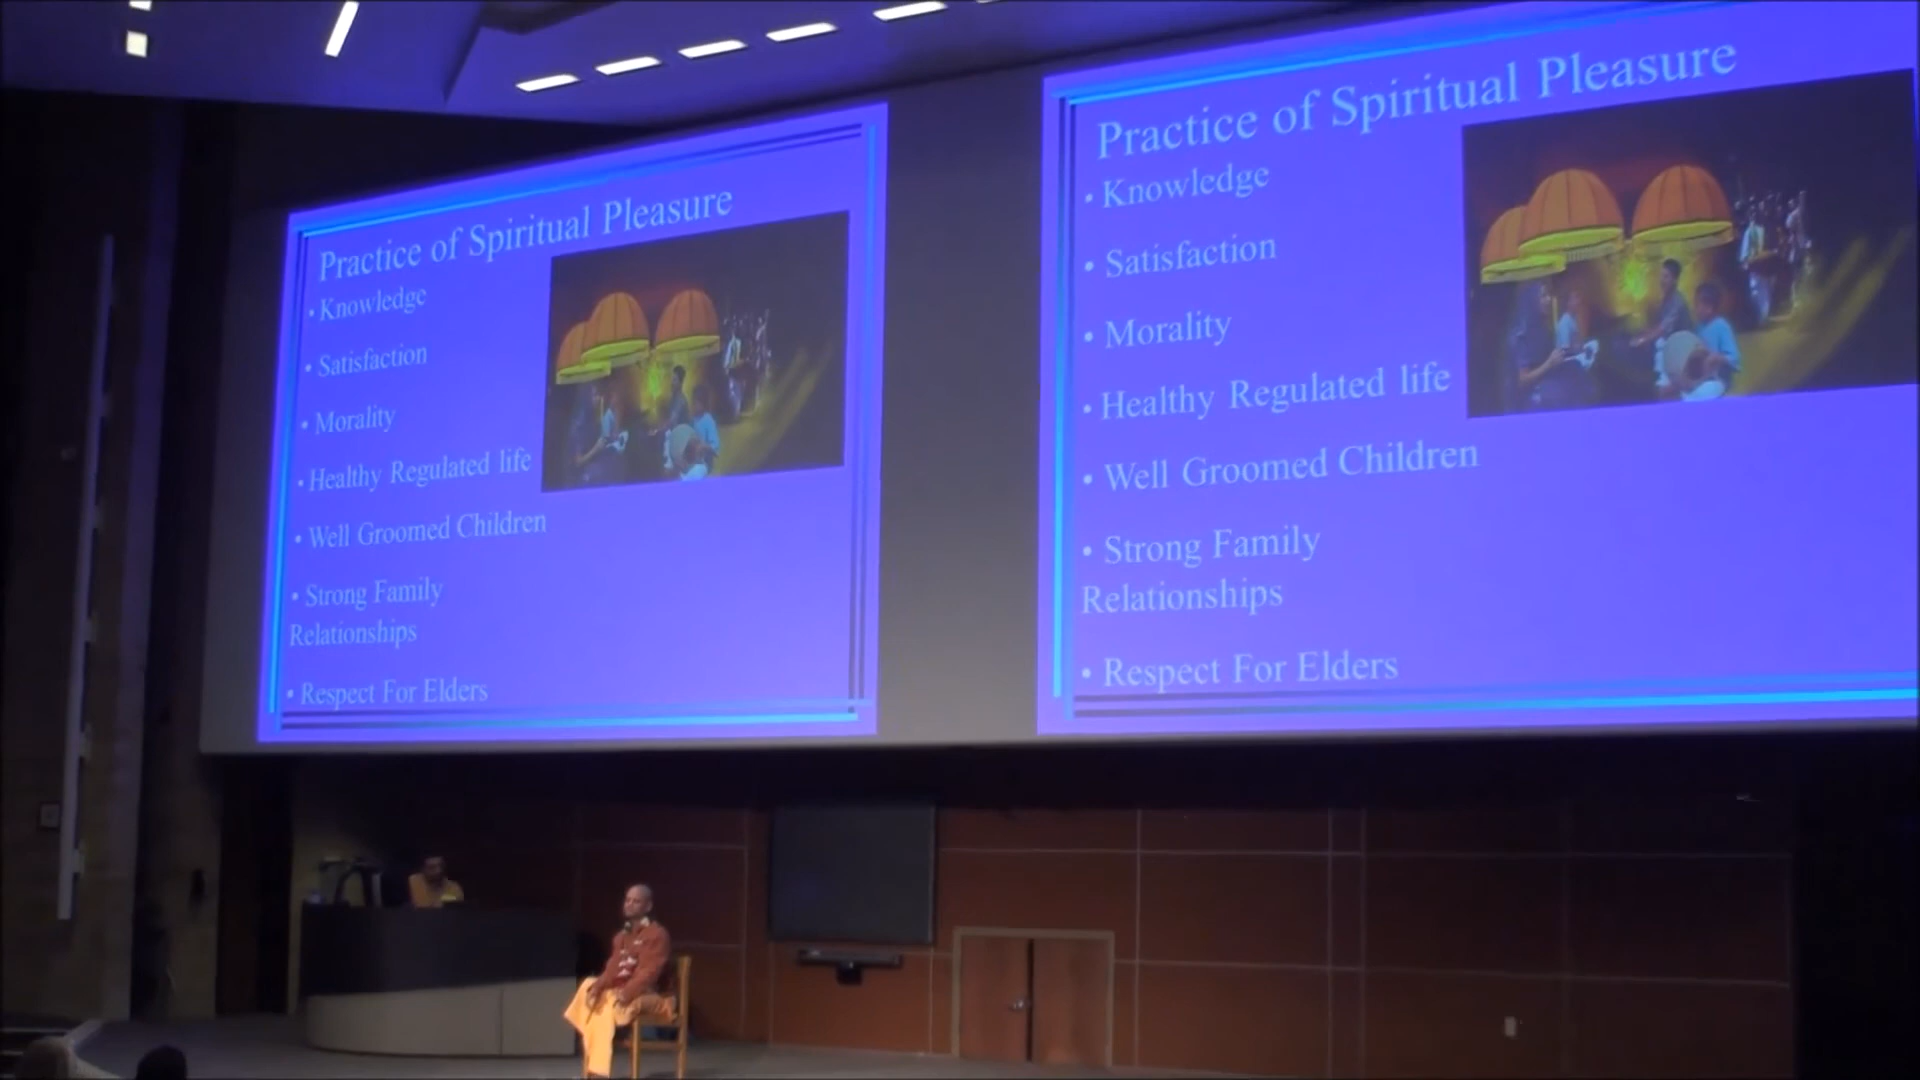 Practice of Spiritual Pleasure
• Knowledge
• Satisfaction
• Morality
• Healthy Regulated life
• Well Groomed Children
• Strong Family
Relationships
• Respect For Elders
Practice of Spiritual Pleasure
• Knowledge
• Satisfaction
• Morality
• Healthy Regulated life
• Well Groomed Children
• Strong Family
Relationships
• Respect For Elders